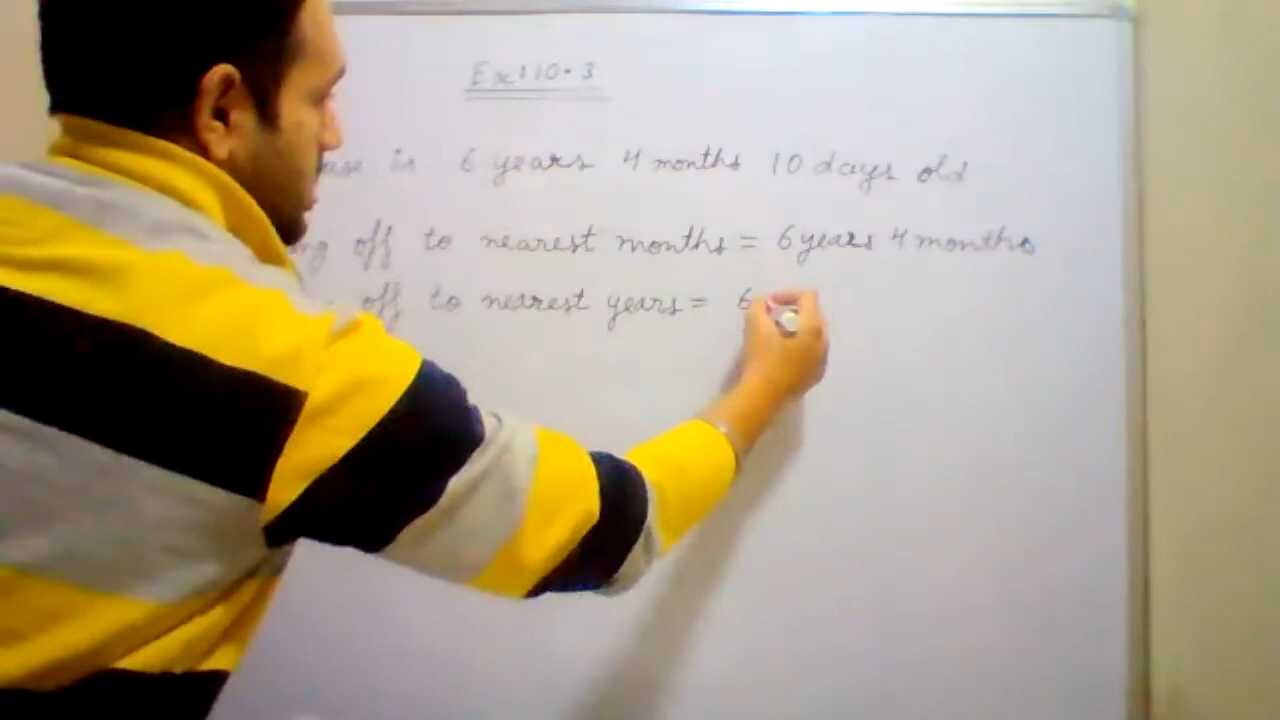 Ex:10.3
is 6 years 4 months 10 days old
off to nearest months = 6 years 4 months
off to nearest years = 6